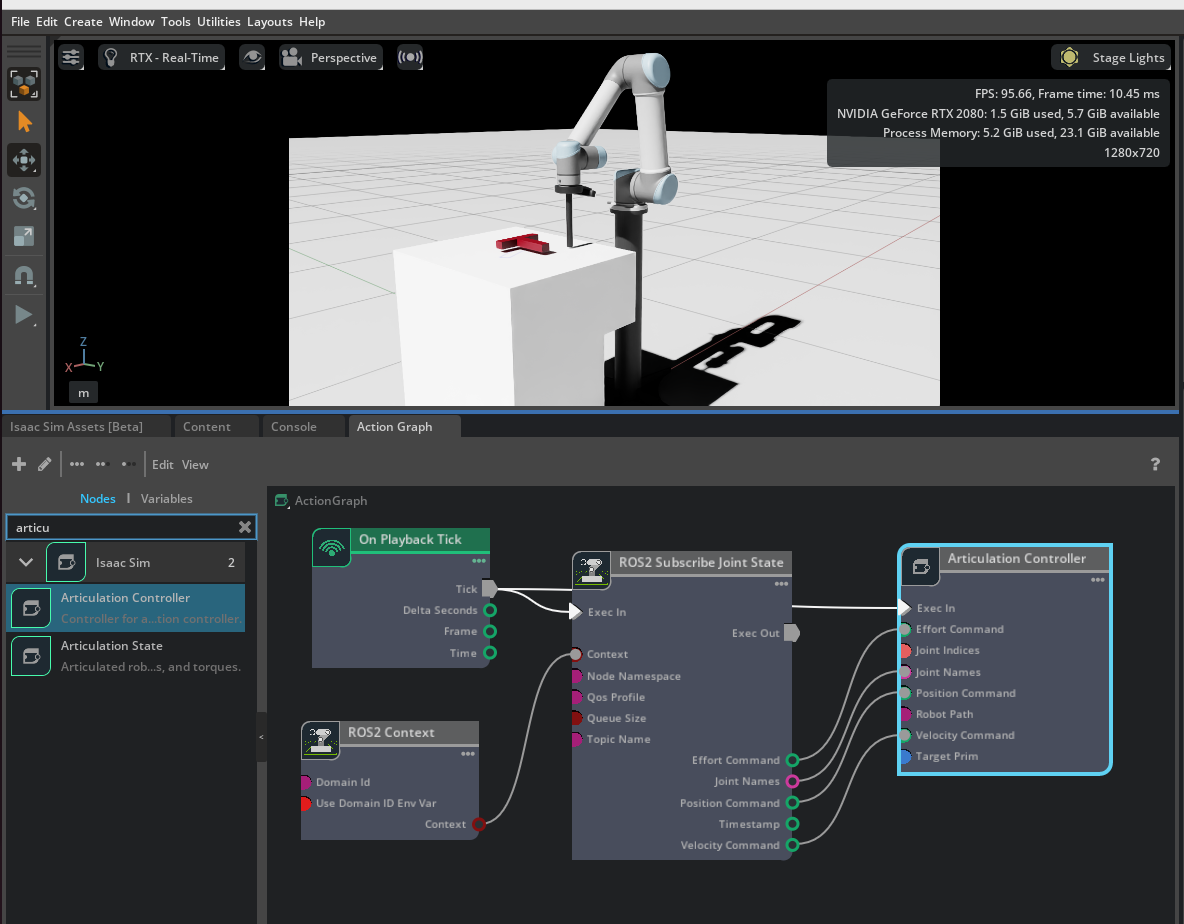 File Edit Create Window Tools Utilities Layouts Help
RTX - Real-Time
Perspective
Stage Lights
FPS: 95.66, Frame time: 10.45 ms
NVIDIA GeForce RTX 2080: 1.5 GiB used, 5.7 GiB available
Process Memory: 5.2 GiB used, 23.1 GiB available
1280x720
Z
X
Y
m
Isaac Sim Assets [Beta]
Content
Console
Action Graph
Edit View
?
Nodes | Variables
articu
Isaac Sim 2
Articulation Controller
Controller for a...tion controller.
Articulation State
Articulated rob...s, and torques.
<
ActionGraph
On Playback Tick
Tick
Delta Seconds
Frame
Time
ROS2 Context
Domain Id
Use Domain ID Env Var
Context
ROS2 Subscribe Joint State
Exec In
Exec Out
Context
Node Namespace
Qos Profile
Queue Size
Topic Name
Effort Command
Joint Names
Position Command
Timestamp
Velocity Command
Articulation Controller
Exec In
Effort Command
Joint Indices
Joint Names
Position Command
Robot Path
Velocity Command
Target Prim